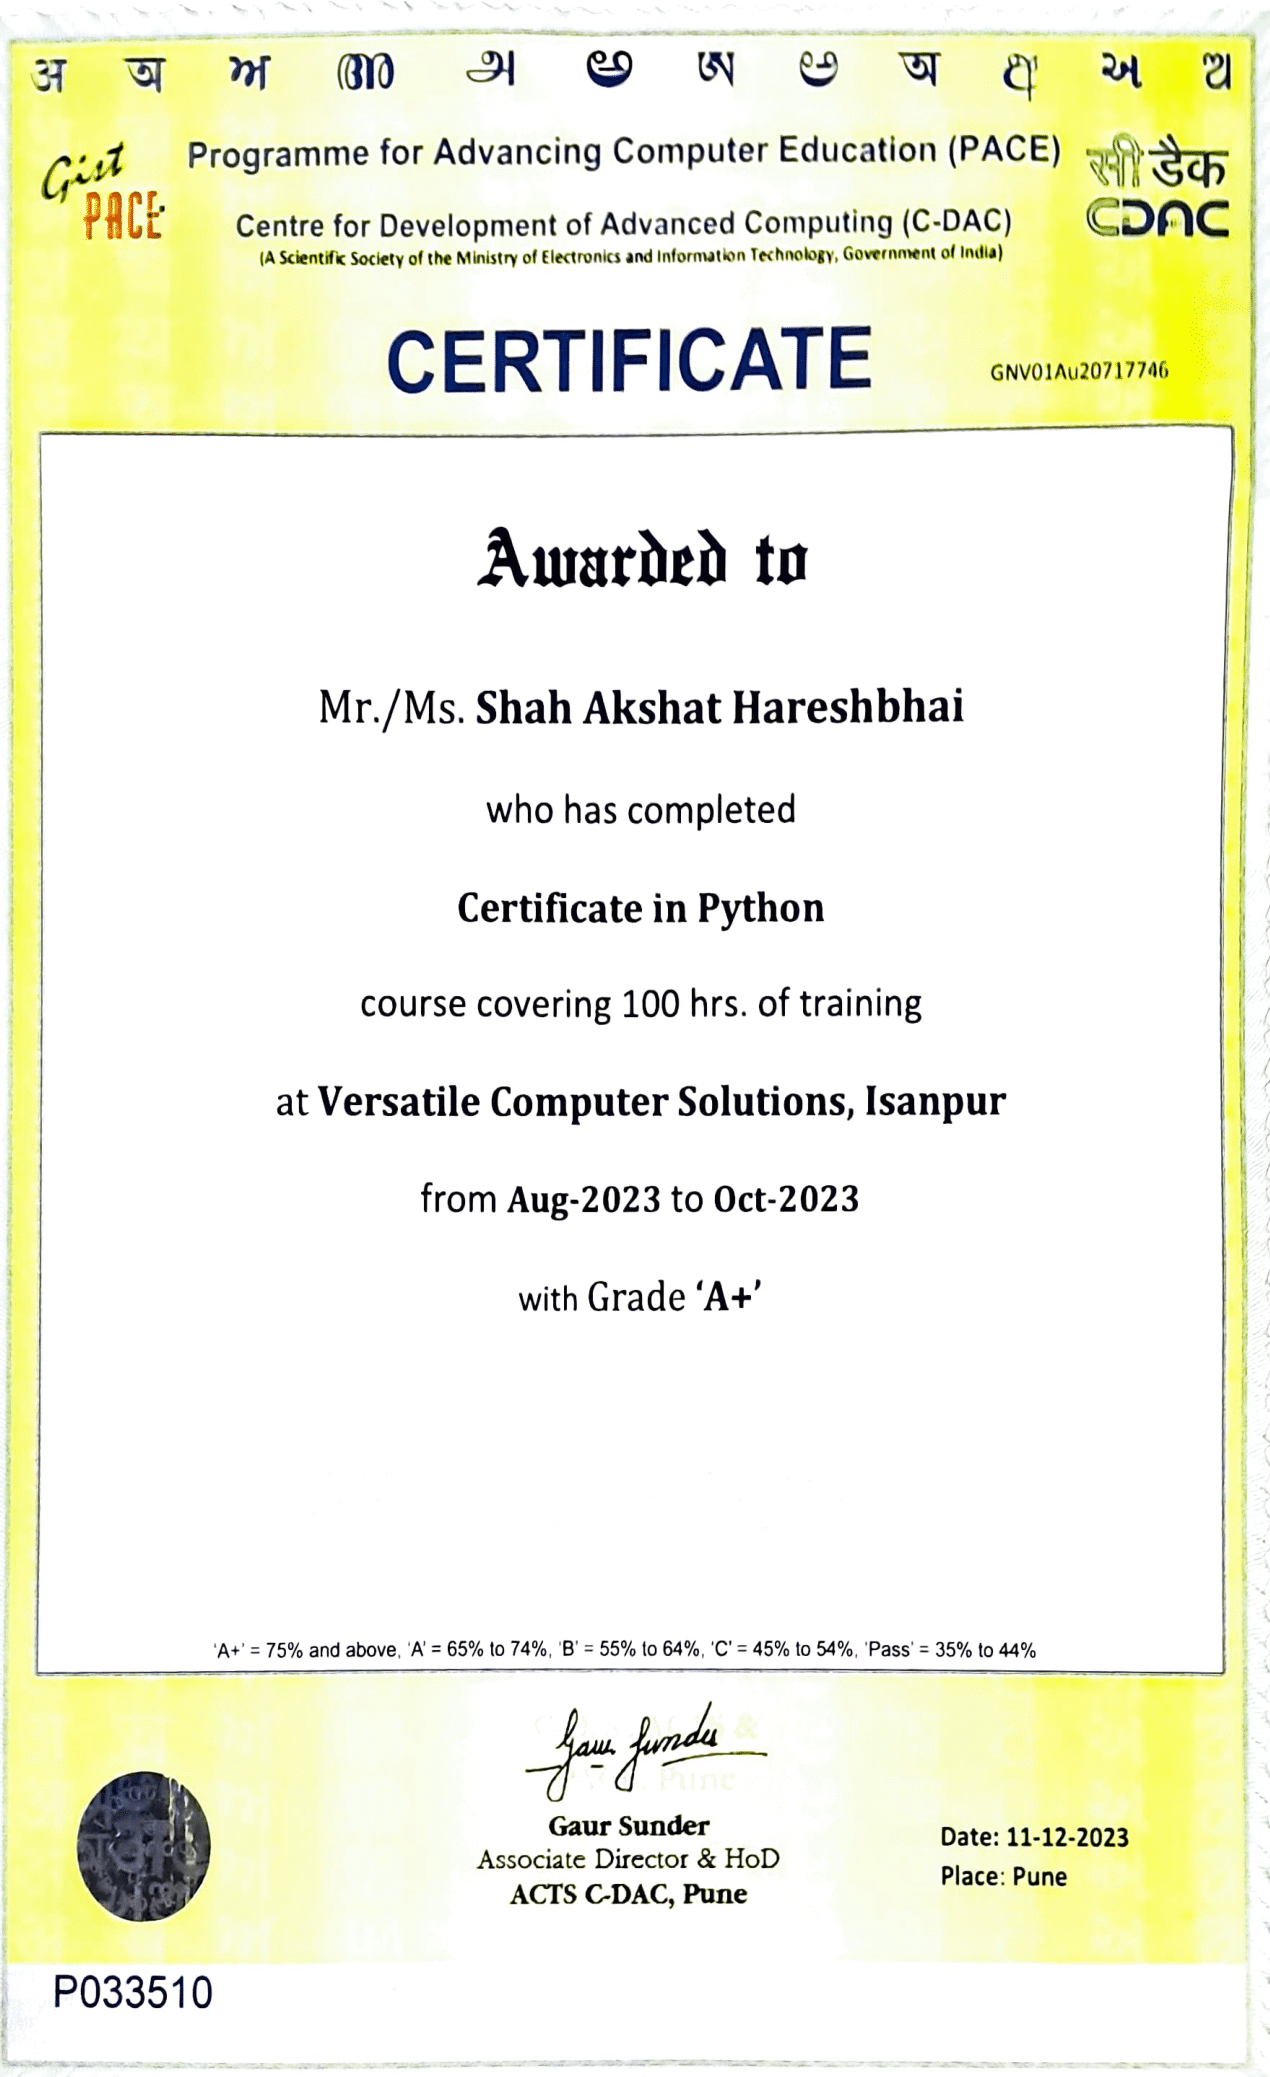 अ অ ਅ അ அ అ ଅ ಅ অ ꯑ અ अ
Gist
PACE
Programme for Advancing Computer Education (PACE)
सी डैक
CDAC
Centre for Development of Advanced Computing (C-DAC)
(A Scientific Society of the Ministry of Electronics and Information Technology, Government of India)
CERTIFICATE
GNV01Au20717746
Awarded to
Mr./Ms. Shah Akshat Hareshbhai
who has completed
Certificate in Python
course covering 100 hrs. of training
at Versatile Computer Solutions, Isanpur
from Aug-2023 to Oct-2023
with Grade ‘A+’
'A+' = 75% and above, 'A' = 65% to 74%, 'B' = 55% to 64%, 'C' = 45% to 54%, 'Pass' = 35% to 44%
Gaur Sunder
Gaur Sunder
Associate Director & HoD
ACTS C-DAC, Pune
Date: 11-12-2023
Place: Pune
P033510